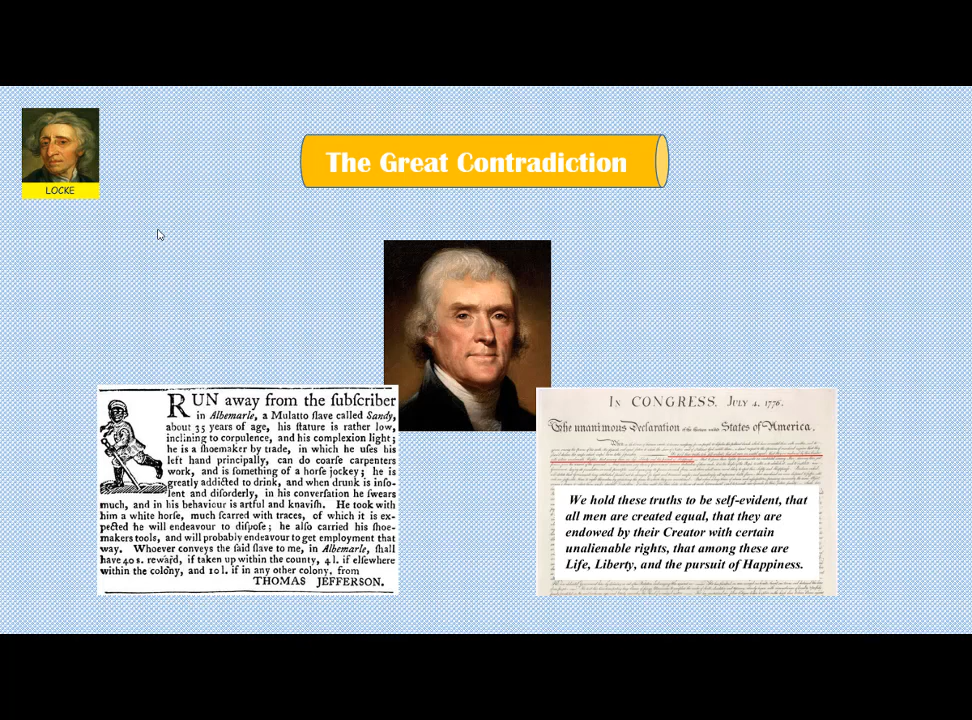 LOCKE
The Great Contradiction
RUN away from the ſubſcriber
in Albemarle, a Mulatto ſlave called Sandy,
about 35 years of age, his ſtature is rather low,
inclining to corpulence, and his complexion light;
he is a ſhoemaker by trade, in which he uſes his
left hand principally, can do coarſe carpenters
work, and is ſomething of a horſe jockey; he is
greatly addicted to drink, and when drunk is inſo-
lent and diſorderly, in his converſation he ſwears
much, and in his behaviour is artful and knaviſh. He took with
him a white horſe, much ſcarred with traces, of which it is ex-
pected he will endeavour to diſpoſe; he alſo carried his ſhoe-
makers tools, and will probably endeavour to get employment that
way. Whoever conveys the ſaid ſlave to me, in Albemarle, ſhall
have 40 s. reward, if taken up within the county, 4 l. if elſewhere
within the colony, and 10 l. if in any other colony, from
THOMAS JEFFERSON.
IN CONGRESS. JULY 4, 1776.
The unanimous Declaration of the thirteen united States of America.
We hold these truths to be self-evident, that
all men are created equal, that they are
endowed by their Creator with certain
unalienable rights, that among these are
Life, Liberty, and the pursuit of Happiness.